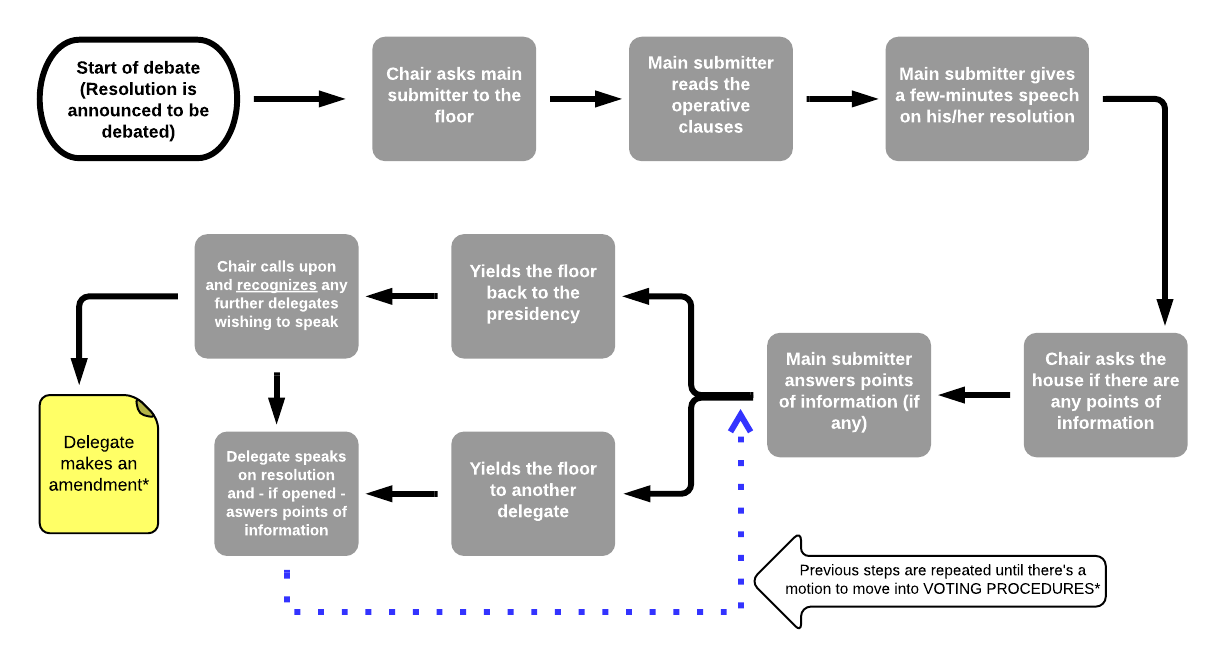 Start of debate
(Resolution is
announced to be
debated)
Chair asks main
submitter to the
floor
Main submitter
reads the
operative
clauses
Main submitter gives
a few-minutes speech
on his/her resolution
Chair asks the
house if there are
any points of
information
Main submitter
answers points
of information (if
any)
Yields the floor
back to the
presidency
Chair calls upon
and recognizes any
further delegates
wishing to speak
Delegate
makes an
amendment*
Yields the floor
to another
delegate
Delegate speaks
on resolution
and - if opened -
aswers points of
information
Previous steps are repeated until there's a
motion to move into VOTING PROCEDURES*